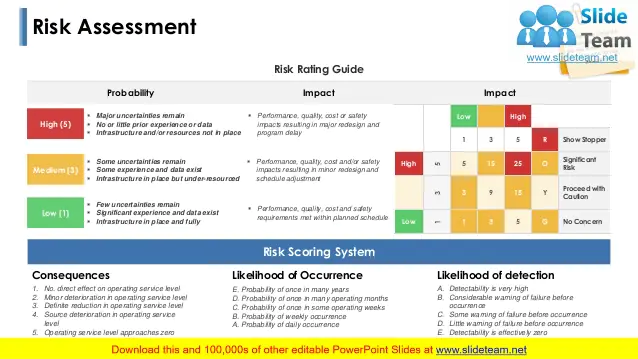 Risk Assessment
Slide
Team
www.slideteam.net
Risk Rating Guide
Probability
Impact
Impact
High (5)
Major uncertainties remain
No or little prior experience or data
Infrastructure and/or resources not in place
Performance, quality, cost or safety
impacts resulting in major redesign and
program delay
Medium (3)
Some uncertainties remain
Some experience and data exist
Infrastructure in place but under-resourced
Performance, quality, cost and/or safety
impacts resulting in minor redesign and
schedule adjustment
Low (1)
Few uncertainties remain
Significant experience and data exist
Infrastructure in place and fully
Performance, quality, cost and safety
requirements met within planned schedule
Low High
1 3 5 R Show Stopper
High 5 5 15 25 O Significant
Risk
3 3 9 15 Y Proceed with
Caution
Low 1 1 3 5 G No Concern
Risk Scoring System
Consequences
1. No. direct effect on operating service level
2. Minor deterioration in operating service level
3. Definite reduction in operating service level
4. Source deterioration in operating service
level
5. Operating service level approaches zero
Likelihood of Occurrence
E. Probability of once in many years
D. Probability of once in many operating months
C. Probability of once in some operating weeks
B. Probability of weekly occurrence
A. Probability of daily occurrence
Likelihood of detection
A. Detectability is very high
B. Considerable warning of failure before
occurrence
C. Some warning of failure before occurrence
D. Little warning of failure before occurrence
E. Detectability is effectively zero
Download this and 100,000s of other editable PowerPoint Slides at www.slideteam.net